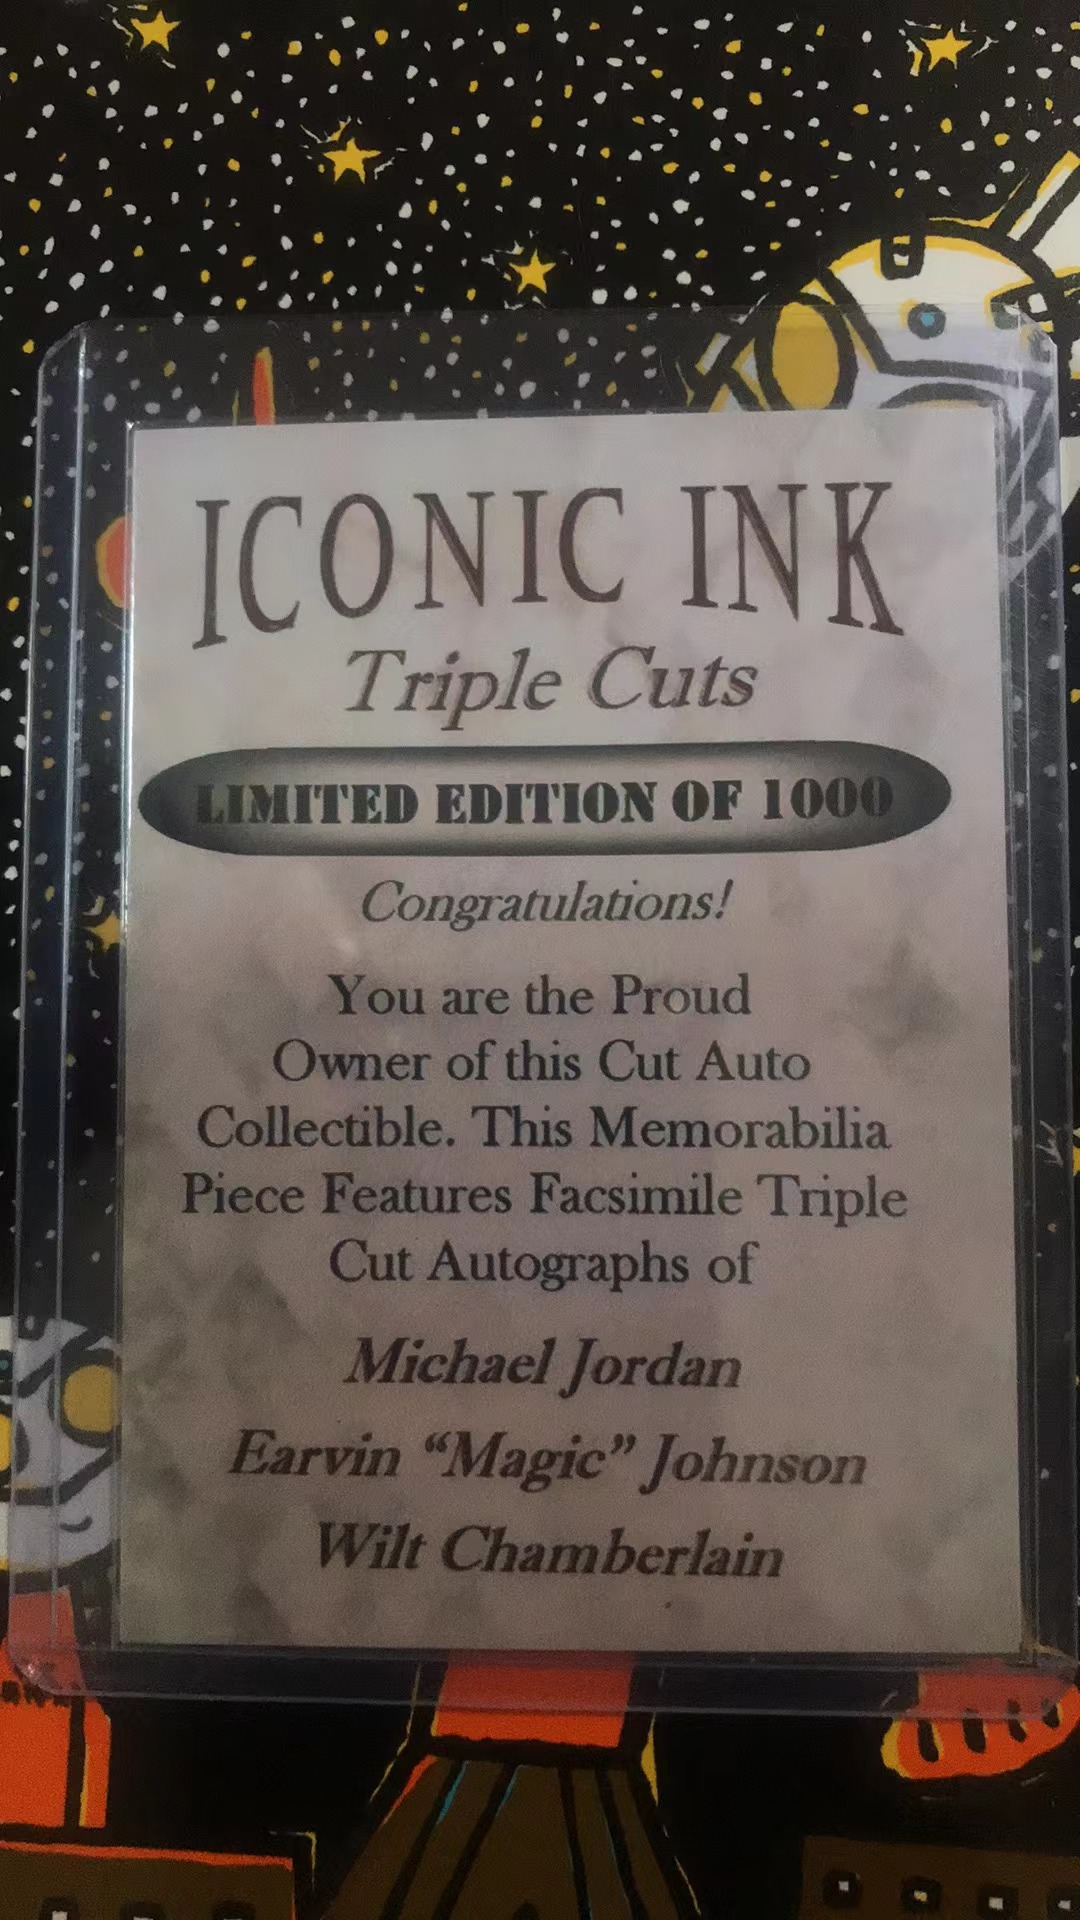 ICONIC INK
Triple Cuts
LIMITED EDITION OF 1000
Congratulations!
You are the Proud
Owner of this Cut Auto
Collectible. This Memorabilia
Piece Features Facsimile Triple
Cut Autographs of
Michael Jordan
Earvin “Magic” Johnson
Wilt Chamberlain